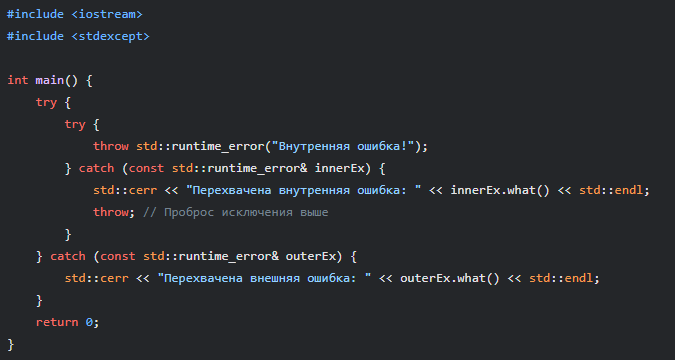 #include <iostream>
#include <stdexcept>

int main() {
    try {
        try {
            throw std::runtime_error("Внутренняя ошибка!");
        } catch (const std::runtime_error& innerEx) {
            std::cerr << "Перехвачена внутренняя ошибка: " << innerEx.what() << std::endl;
            throw; // Проброс исключения выше
        }
    } catch (const std::runtime_error& outerEx) {
        std::cerr << "Перехвачена внешняя ошибка: " << outerEx.what() << std::endl;
    }
    return 0;
}